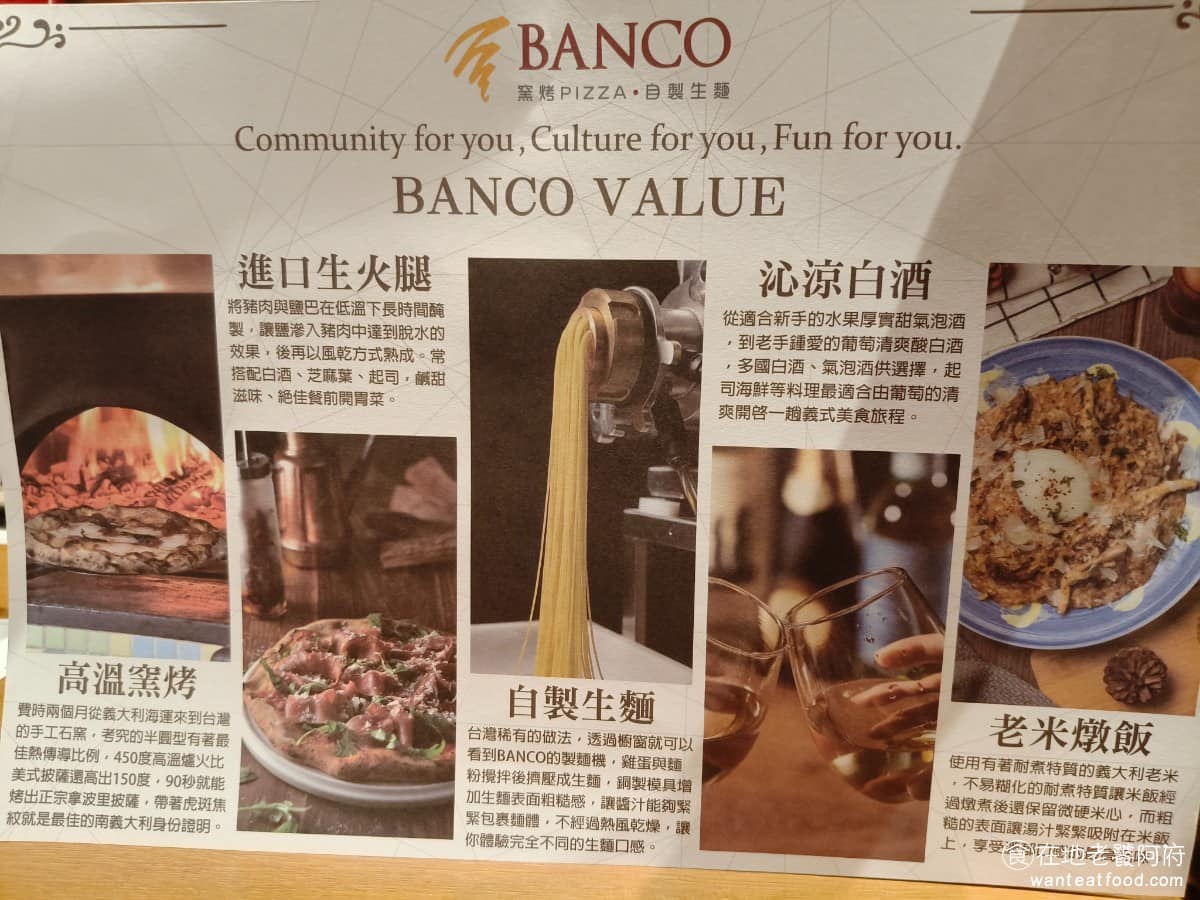 BANCO
窯烤PIZZA•自製生麵
Community for you, Culture for you, Fun for you.
BANCO VALUE
進口生火腿
將豬肉與鹽巴在低溫下長時間醃
製，讓鹽滲入豬肉中達到脫水的
效果，後再以風乾方式熟成。常
搭配白酒、芝麻葉、起司，鹹甜
滋味、絕佳餐前開胃菜。
沁涼白酒
從適合新手的水果厚實甜氣泡酒
，到老手鍾愛的葡萄清爽酸白酒
，多國白酒、氣泡酒供選擇，起
司海鮮等料理最適合由葡萄的清
爽開啓一趟義式美食旅程。
高溫窯烤
費時兩個月從義大利海運來到台灣
的手工石窯，考究的半圓型有著最
佳熱傳導比例，450度高溫爐火比
美式披薩還高出150度，90秒就能
烤出正宗拿波里披薩，帶著虎斑焦
紋就是最佳的南義大利身份證明。
自製生麵
台灣稀有的做法，透過櫥窗就可以
看到BANCO的製麵機，雞蛋與麵
粉攪拌後擠壓成生麵，銅製模具增
加生麵表面粗糙感，讓醬汁能夠緊
緊包裹麵體，不經過熱風乾燥，讓
你體驗完全不同的生麵口感。
老米燉飯
使用有著耐煮特質的義大利老米
，不易糊化的耐煮特質讓米飯經
過燉煮後還保留微硬米心，而粗
糙的表面讓湯汁緊緊吸附在米飯
上，享受
食在地老饕阿府
wanteatfood.com